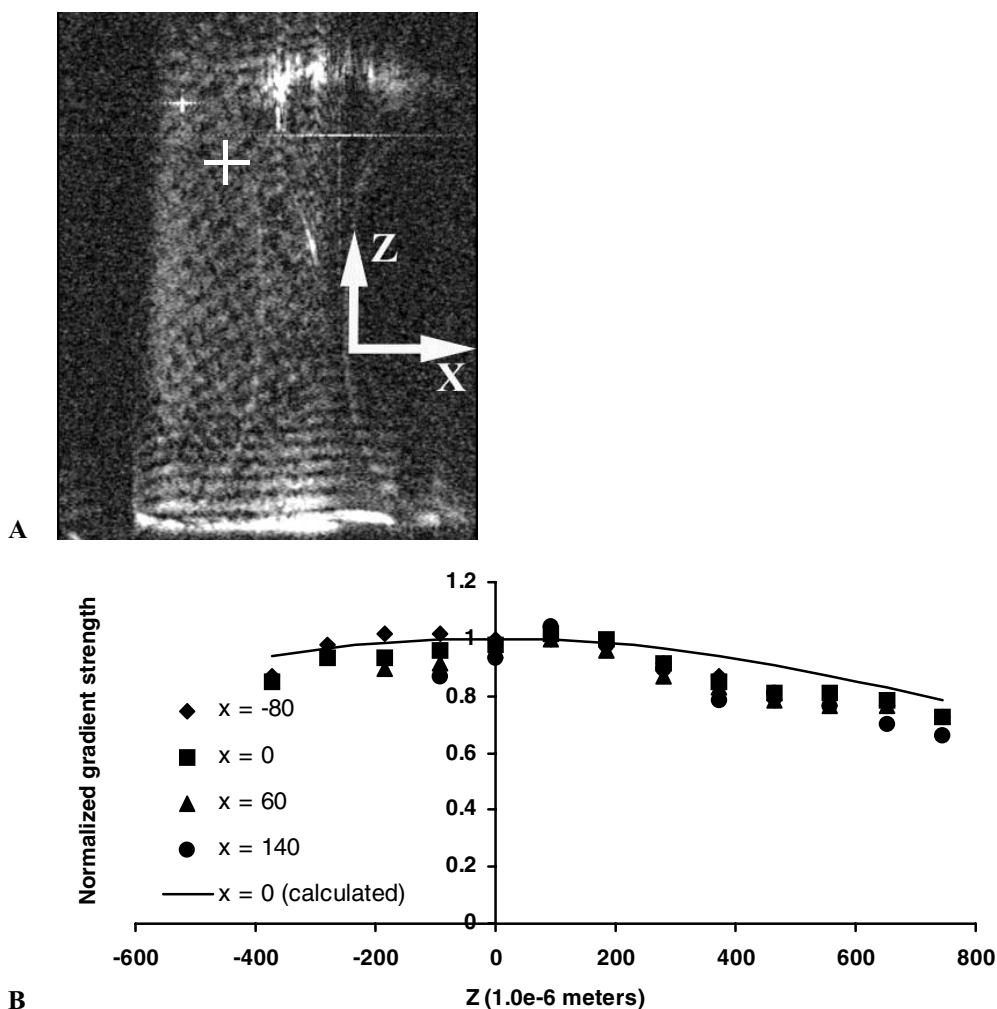 Z
X
A
Normalized gradient strength
1.2
1
0.8
0.6
0.4
0.2
0
x = -80
x = 0
x = 60
x = 140
x = 0 (calculated)
-600
-400
-200
0
200
400
600
800
Z (1.0e-6 meters)
B